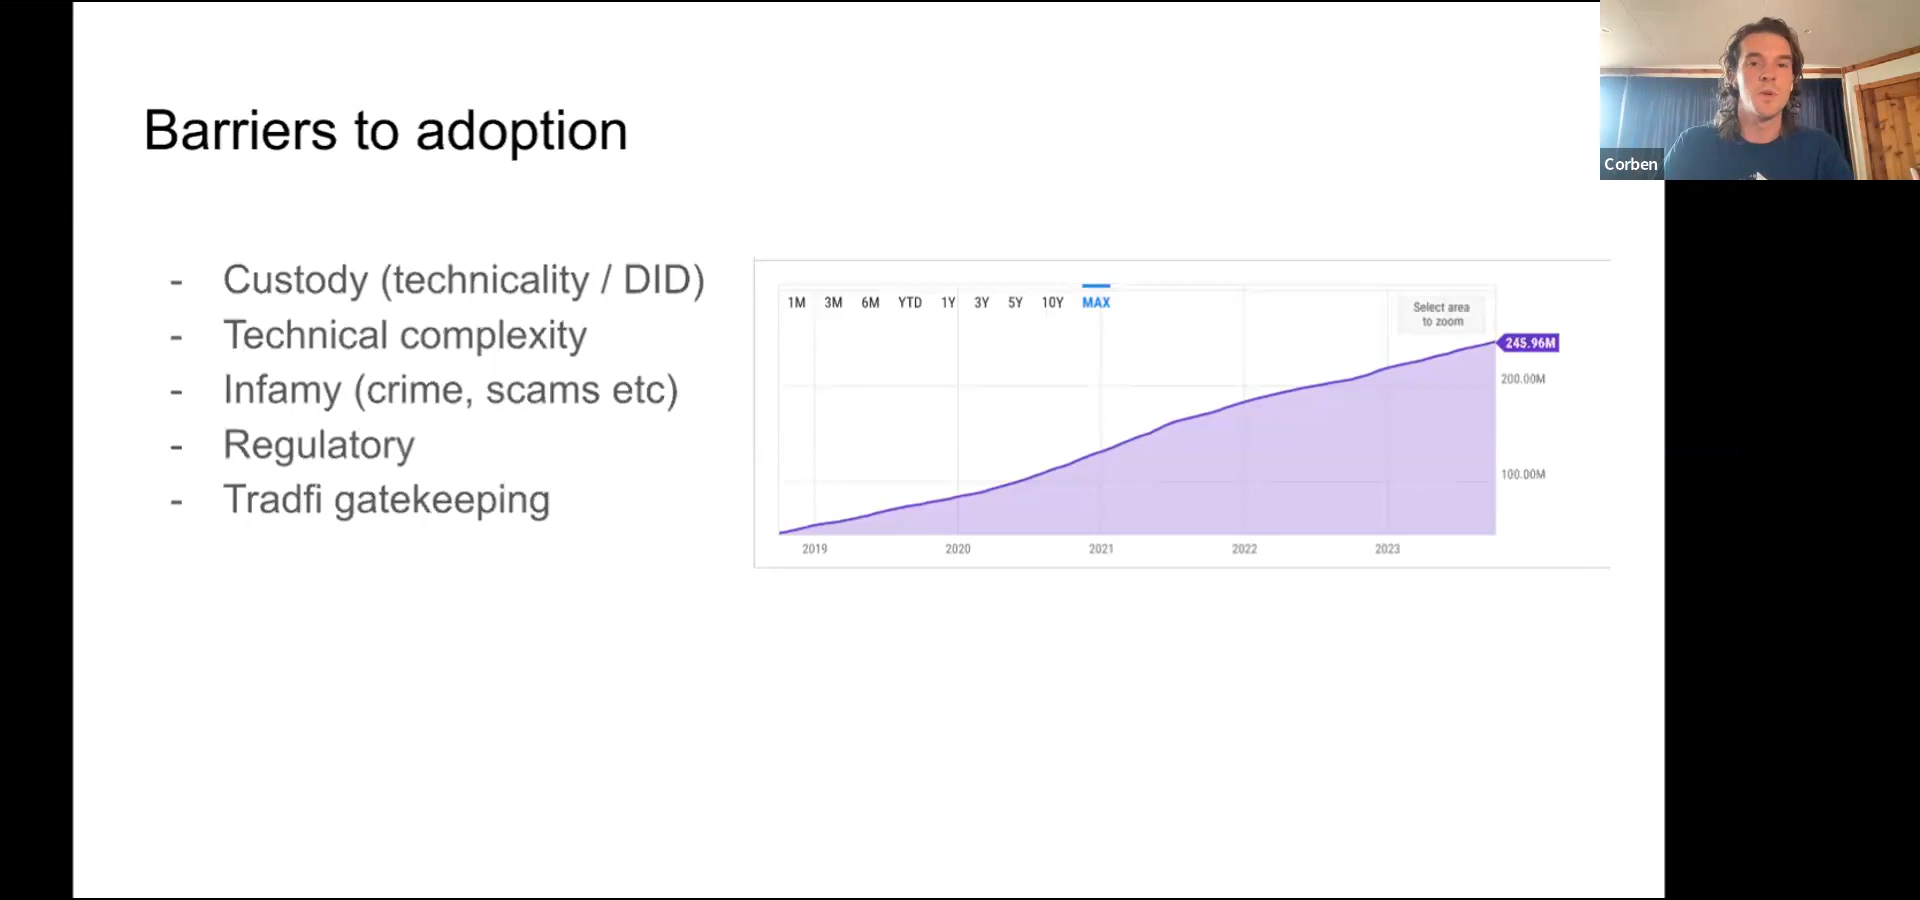 Barriers to adoption
- Custody (technicality / DID)
- Technical complexity
- Infamy (crime, scams etc)
- Regulatory
- Tradfi gatekeeping
1M 3M 6M YTD 1Y 3Y 5Y 10Y MAX
Select area
to zoom
245.96M
200.00M
100.00M
2019 2020 2021 2022 2023
Corben